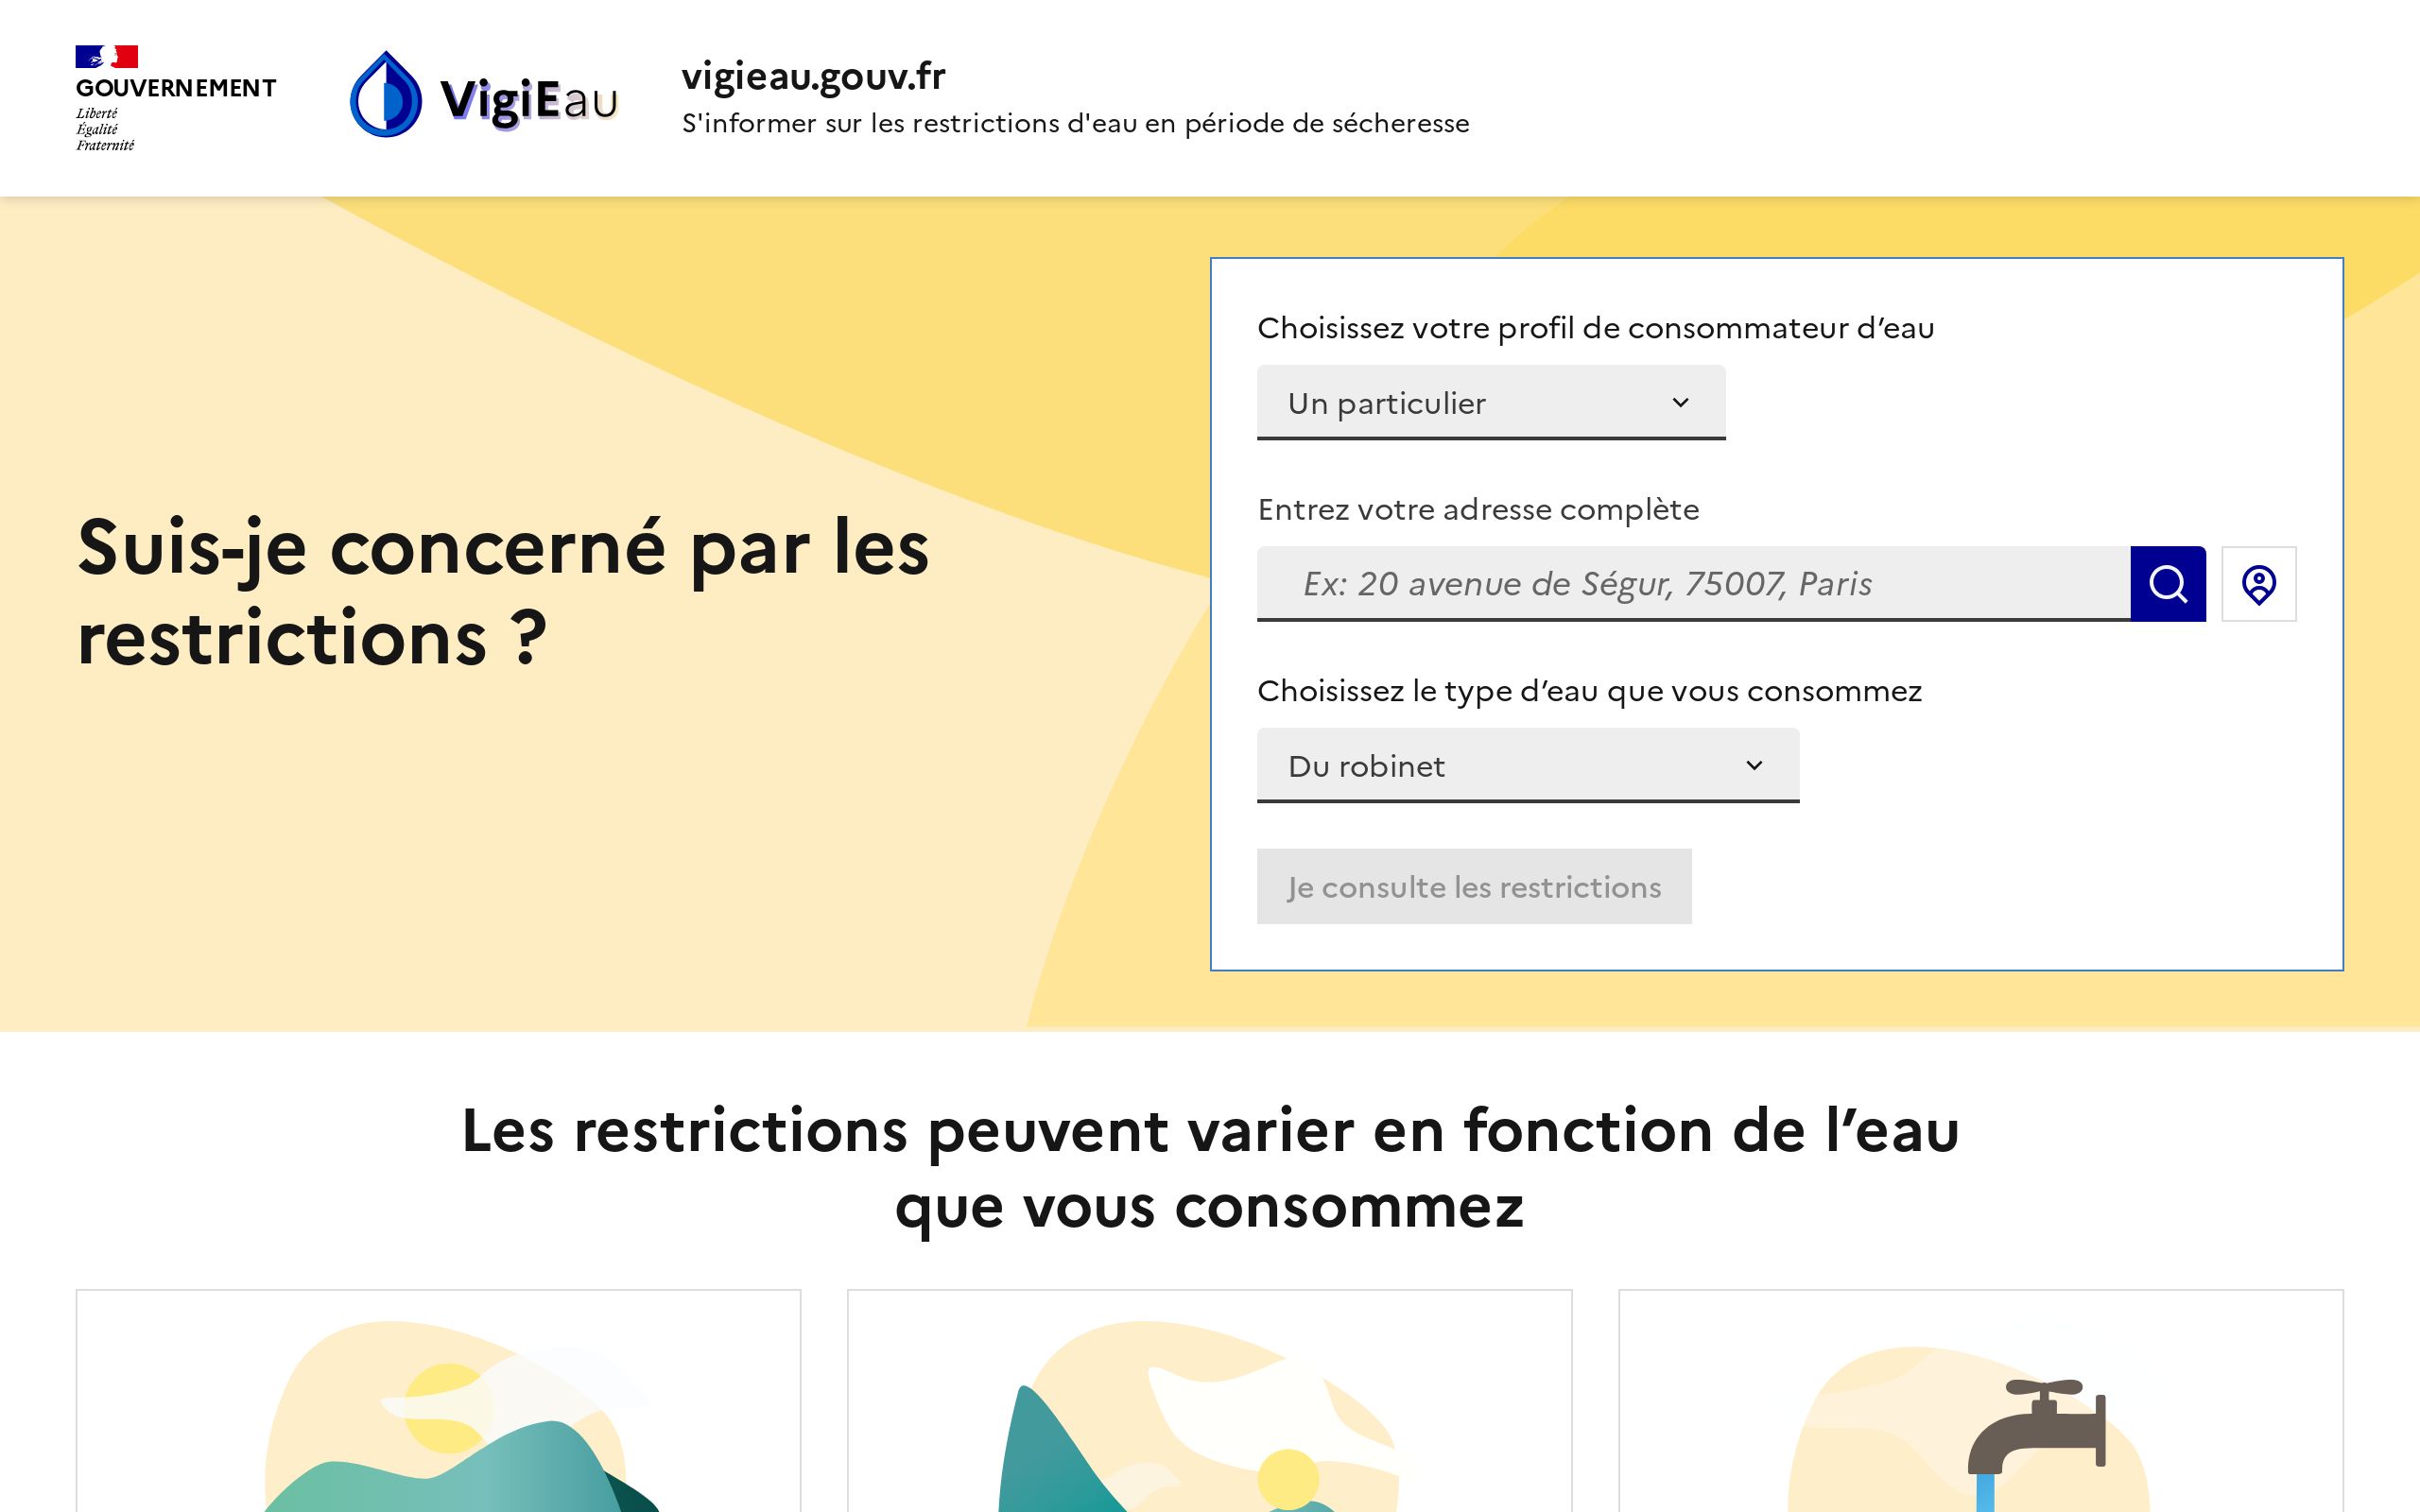 GOUVERNEMENT
Liberté
Égalité
Fraternité
VigiEau
vigieau.gouv.fr
S'informer sur les restrictions d'eau en période de sécheresse
Suis-je concerné par les
restrictions ?
Choisissez votre profil de consommateur d’eau
Un particulier
Entrez votre adresse complète
Ex: 20 avenue de Ségur, 75007, Paris
Choisissez le type d’eau que vous consommez
Du robinet
Je consulte les restrictions
Les restrictions peuvent varier en fonction de l’eau
que vous consommez